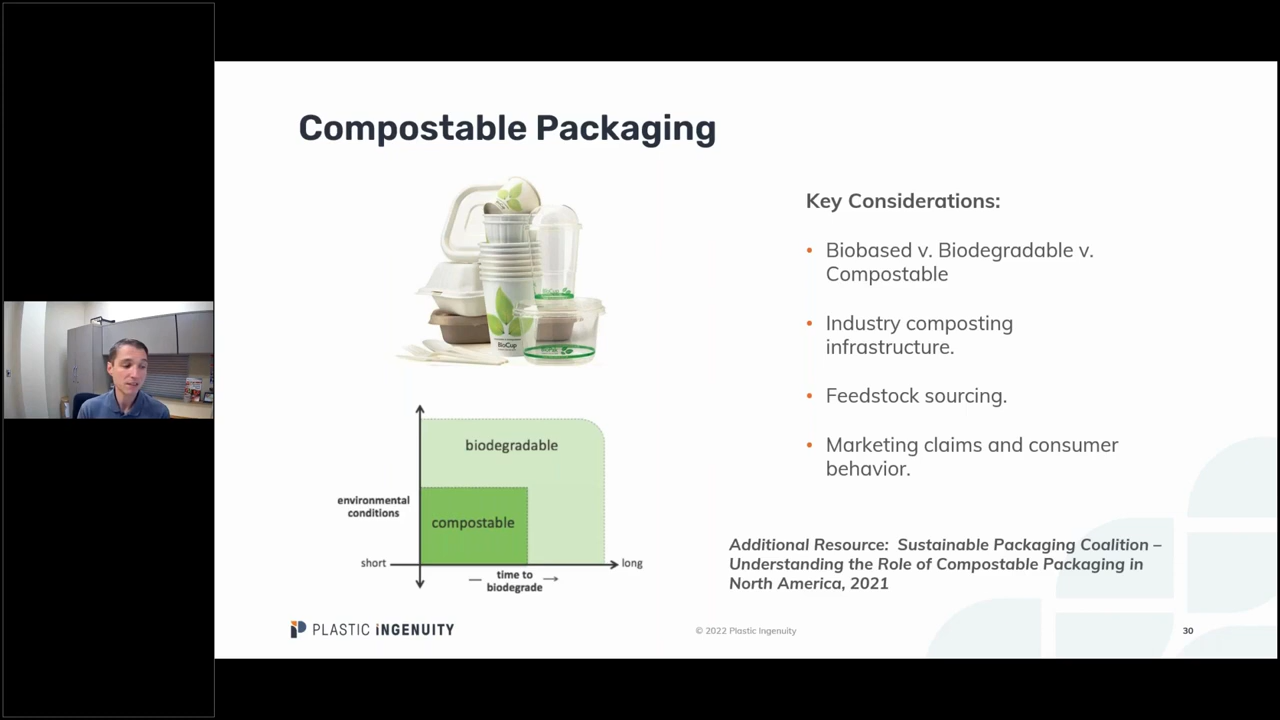 Compostable Packaging
BioCup
Key Considerations:
• Biobased v. Biodegradable v.
Compostable
• Industry composting
infrastructure.
• Feedstock sourcing.
• Marketing claims and consumer
behavior.
biodegradable
environmental
conditions
compostable
short
long
time to
biodegrade
Additional Resource: Sustainable Packaging Coalition –
Understanding the Role of Compostable Packaging in
North America, 2021
PLASTIC INGENUITY
© 2022 Plastic Ingenuity
30